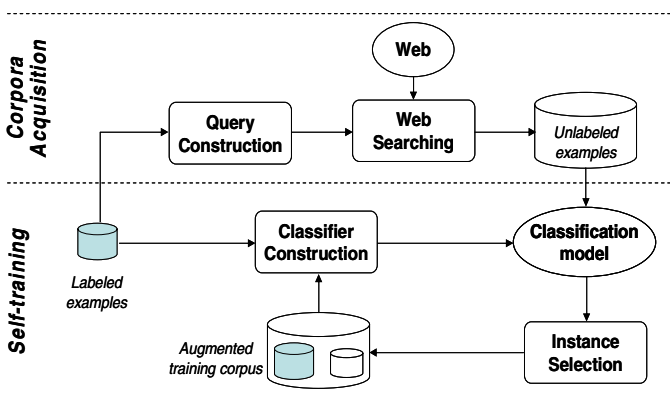 Corpora
Acquisition
Web
Query
Construction
Web
Searching
Unlabeled
examples
Self-training
Labeled
examples
Classifier
Construction
Classification
model
Augmented
training corpus
Instance
Selection